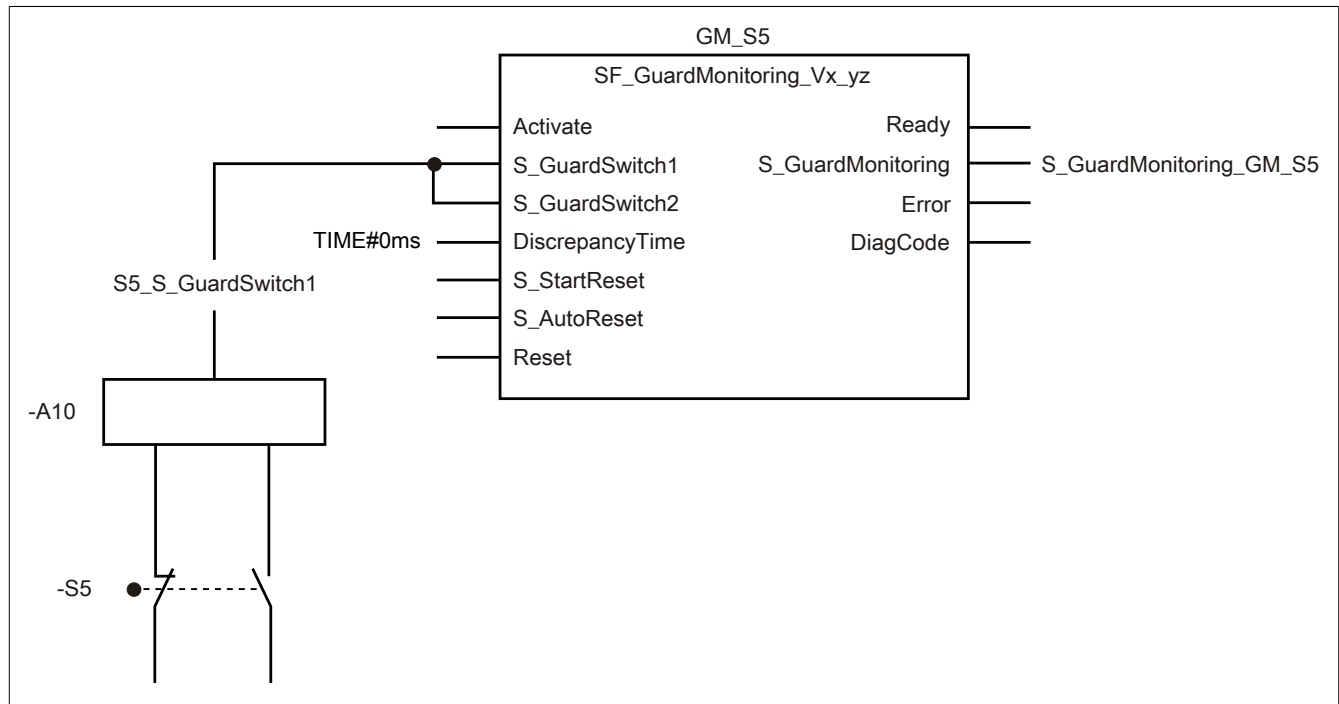 GM_S5
SF_GuardMonitoring_Vx_yz
Activate Ready
S_GuardSwitch1 S_GuardMonitoring S_GuardMonitoring_GM_S5
S_GuardSwitch2 Error
TIME#0ms DiscrepancyTime DiagCode
S5_S_GuardSwitch1 S_StartReset
S_AutoReset
Reset
-A10
-S5